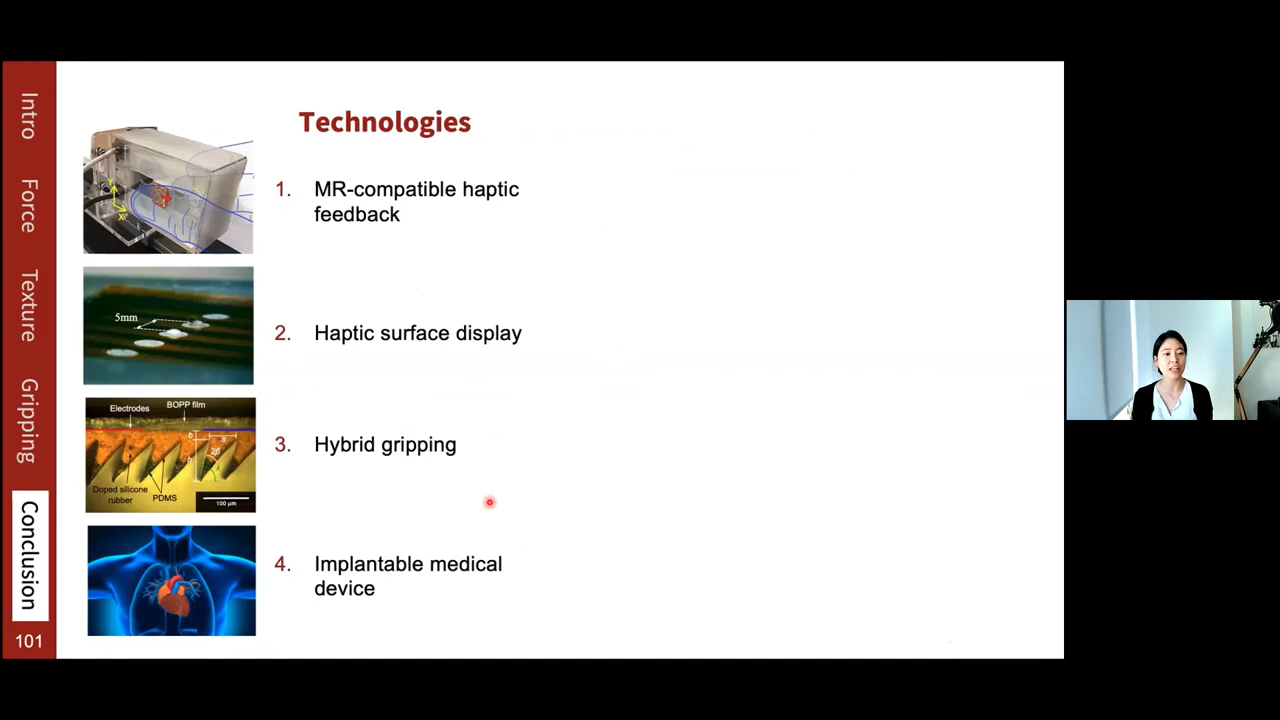 Intro
Force
Texture
Gripping
Conclusion
101
Technologies
1. MR-compatible haptic
feedback
2. Haptic surface display
3. Hybrid gripping
4. Implantable medical
device
Y
X
5mm
Electrodes
BOPP film
b
s
2β
h
λ
Doped silicone
rubber
PDMS
100 μm